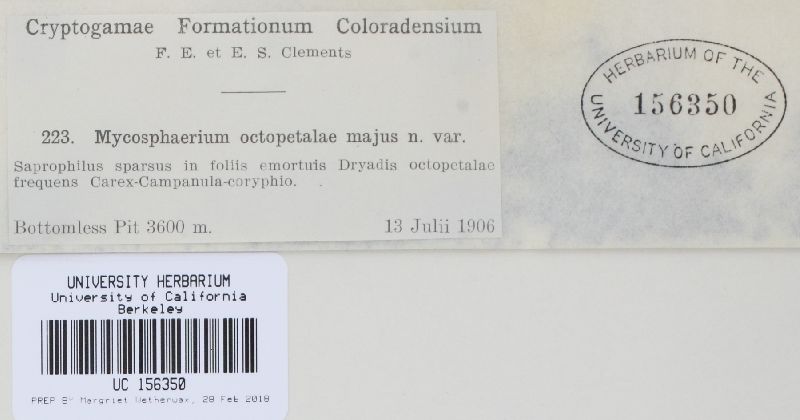 Cryptogamae Formationum Coloradensium
F. E. et E. S. Clements
223. Mycosphaerium octopetalae majus n. var.
Saprophilus sparsus in foliis emortuis Dryadis octopetalae
frequens Carex-Campanula-coryphio.
Bottomless Pit 3600 m. 13 Julii 1906
HERBARIUM OF THE
156350
UNIVERSITY OF CALIFORNIA
UNIVERSITY HERBARIUM
University of California
Berkeley
UC 156350
PREP BY Margriet Wetherwax, 28 Feb 2018